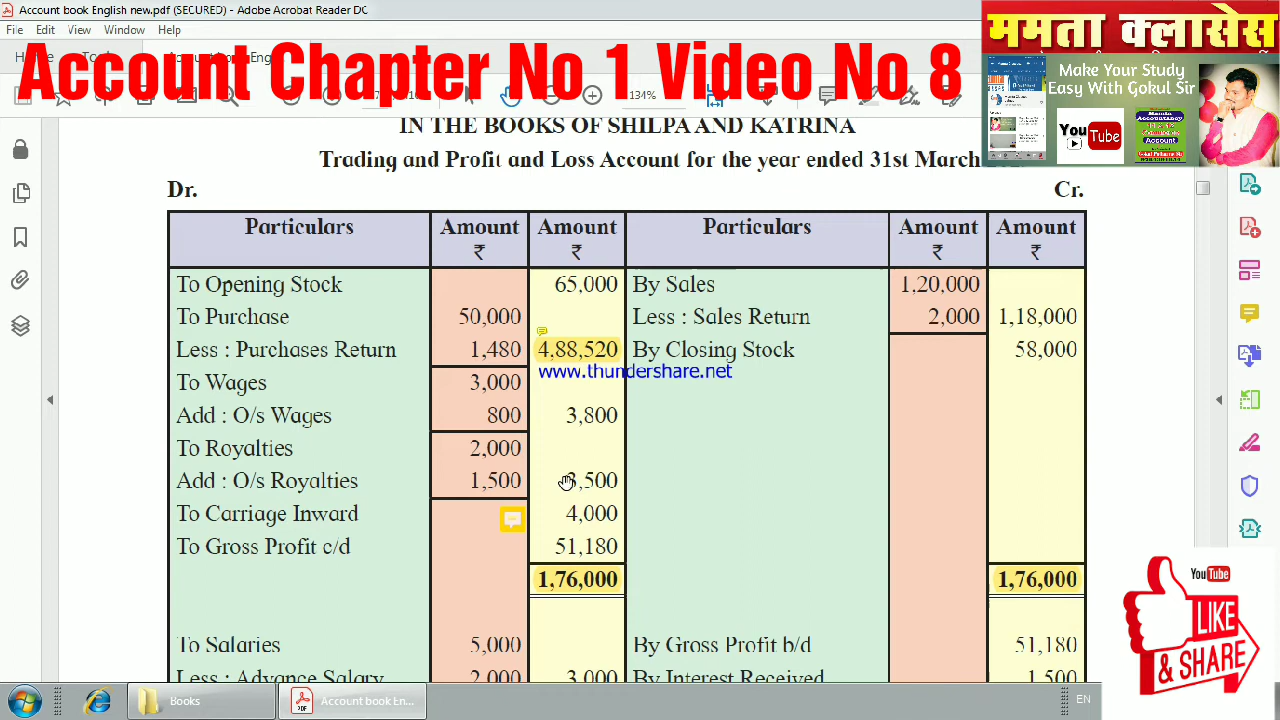 Account book English new.pdf (SECURED) - Adobe Acrobat Reader DC
File Edit View Window Help
Account Chapter No 1 Video No 8
134%
ममता क्लासेस
Make Your Study
Easy With Gokul Sir
You Tube
IN THE BOOKS OF SHILPA AND KATRINA
Trading and Profit and Loss Account for the year ended 31st March
Dr. Cr.
Particulars Amount ₹ Amount ₹ Particulars Amount ₹ Amount ₹
To Opening Stock 65,000 By Sales 1,20,000
To Purchase 50,000 Less : Sales Return 2,000 1,18,000
Less : Purchases Return 1,480 4,88,520 By Closing Stock 58,000
www.thundershare.net
To Wages 3,000
Add : O/s Wages 800 3,800
To Royalties 2,000
Add : O/s Royalties 1,500 3,500
To Carriage Inward 4,000
To Gross Profit c/d 51,180
1,76,000 1,76,000
To Salaries 5,000 By Gross Profit b/d 51,180
Less : Advance Salary 2,000 3,000 By Interest Received 1,500
You Tube
LIKE
& SHARE
Books
Account book En...
EN